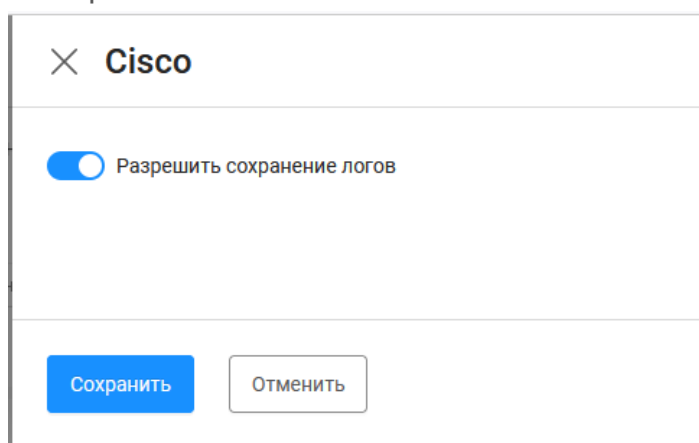 Cisco
Разрешить сохранение логов
Сохранить
Отменить